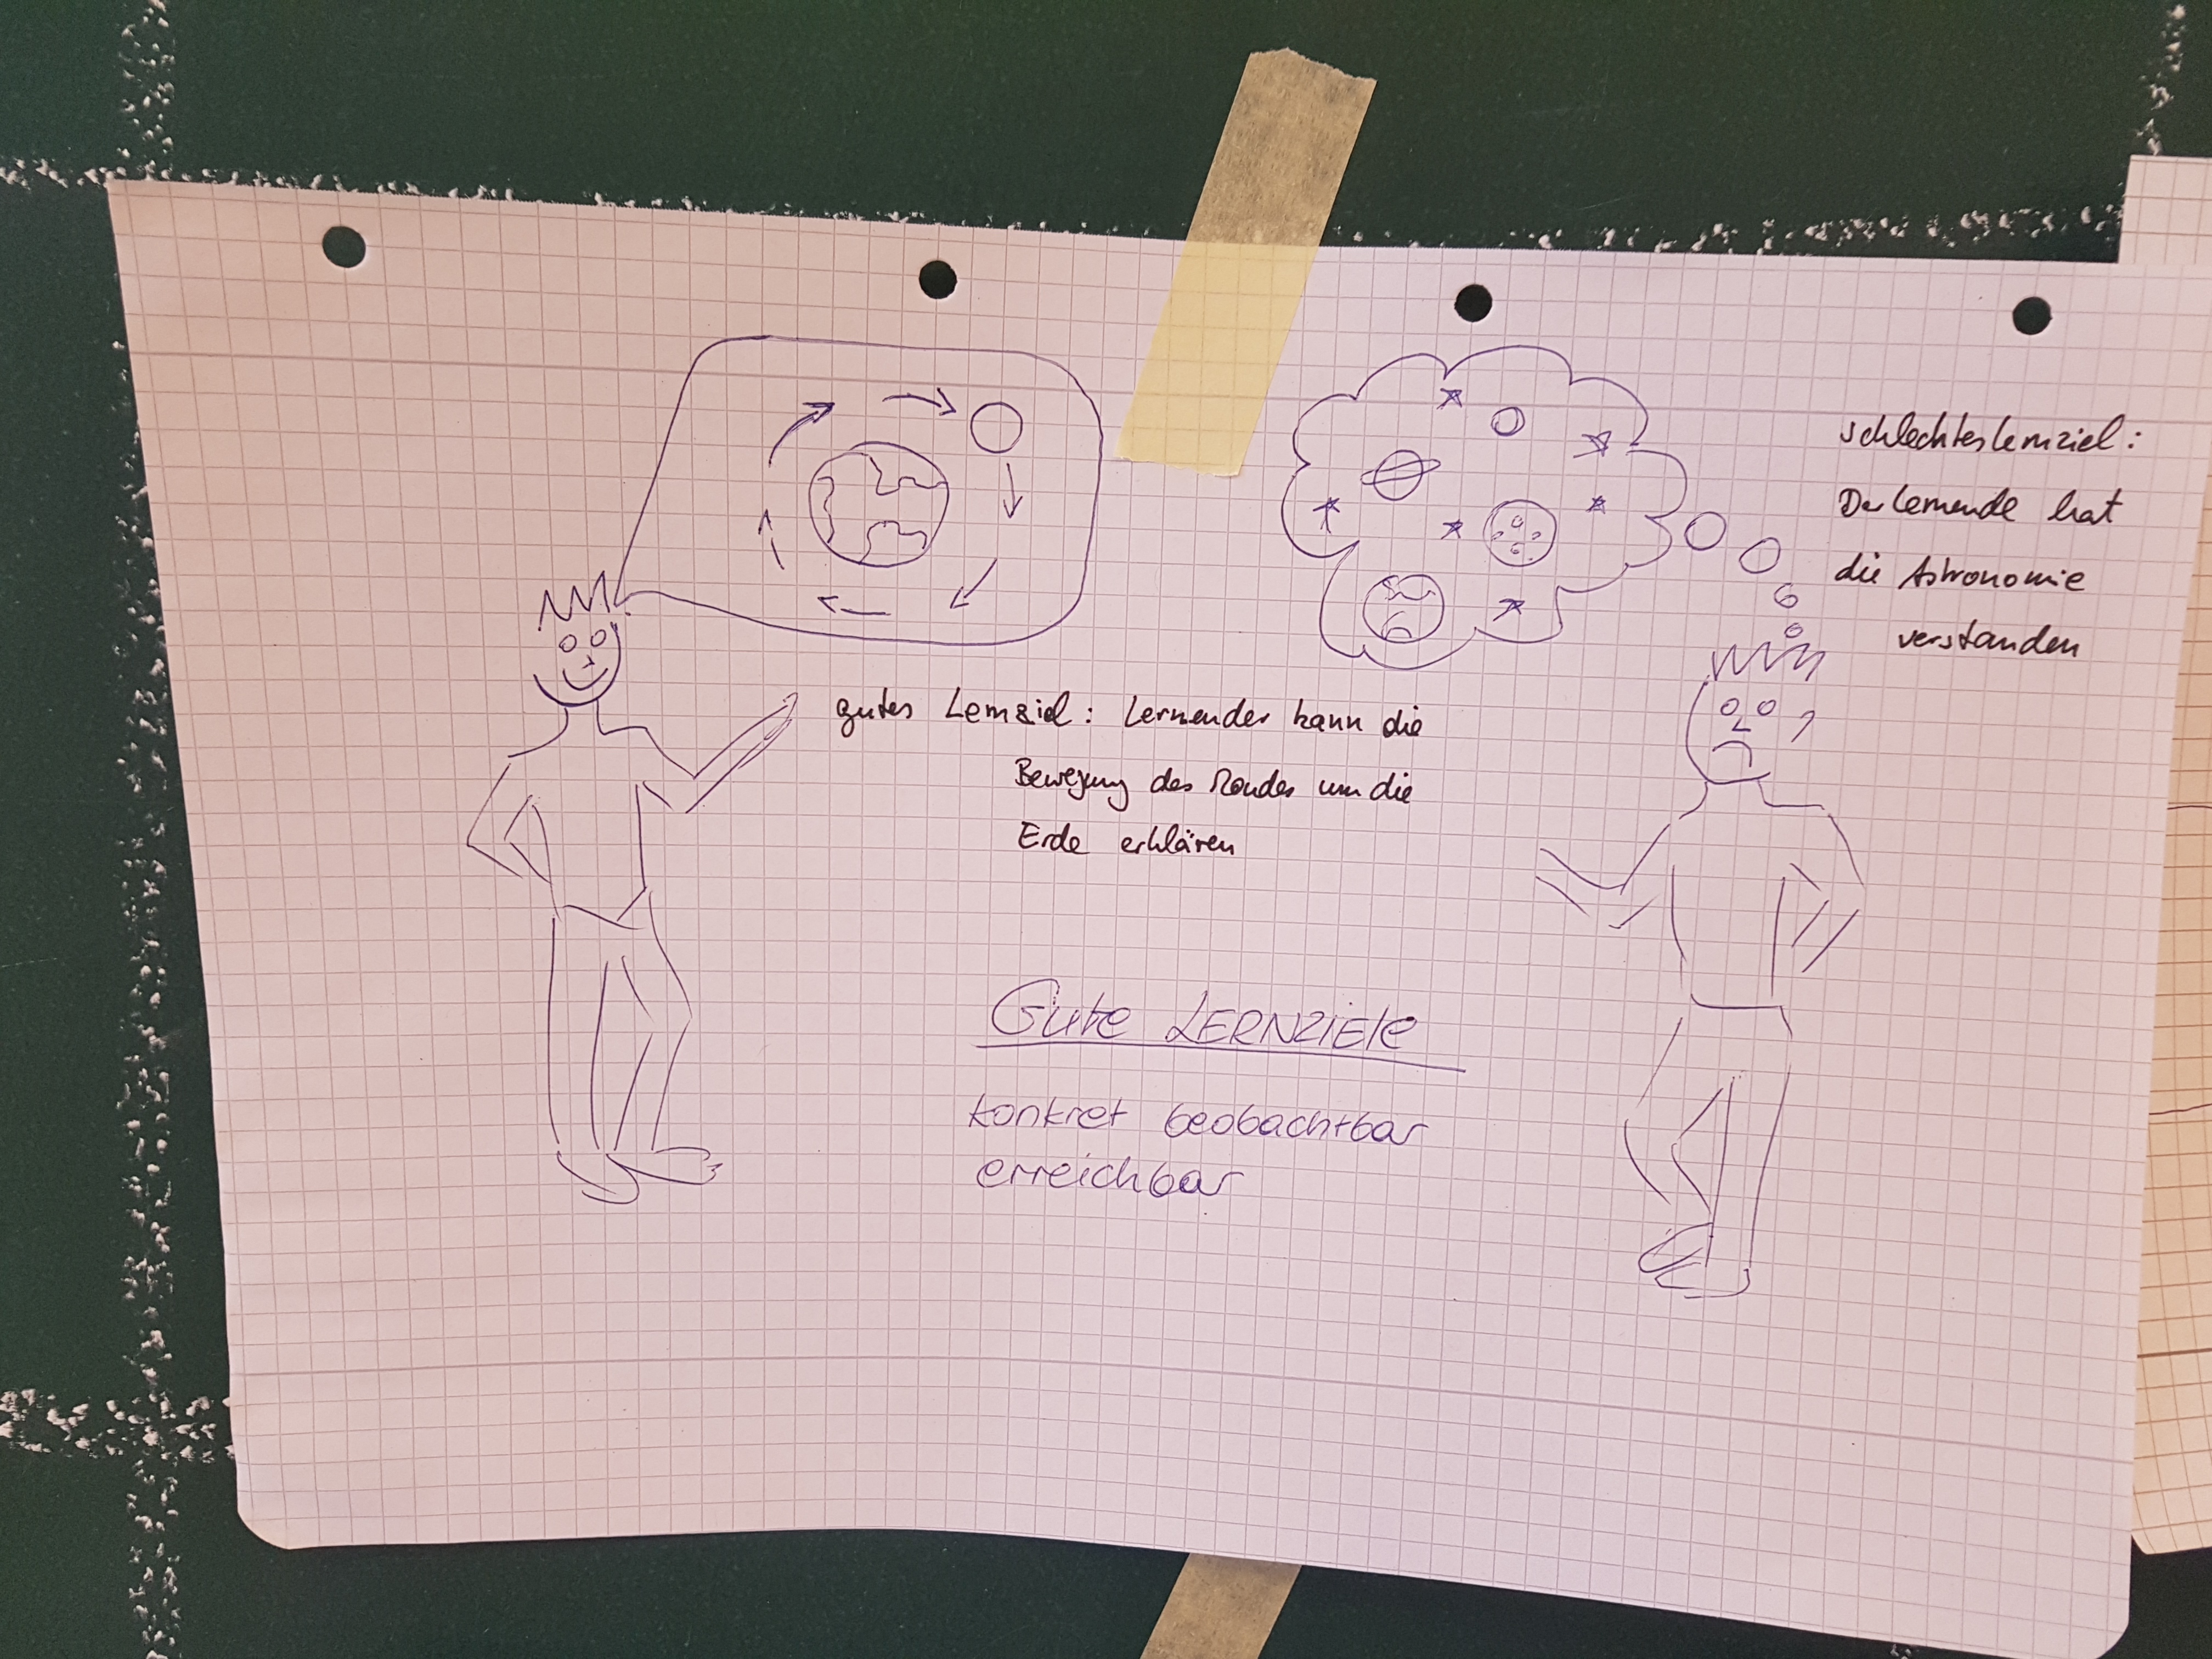 gutes Lernziel: Lernender kann die
Bewegung des Mondes um die
Erde erklären
schlechtes Lernziel:
Der Lernende hat
die Astronomie
verstanden
Gute LERNZIELE
konkret beobachtbar
erreichbar